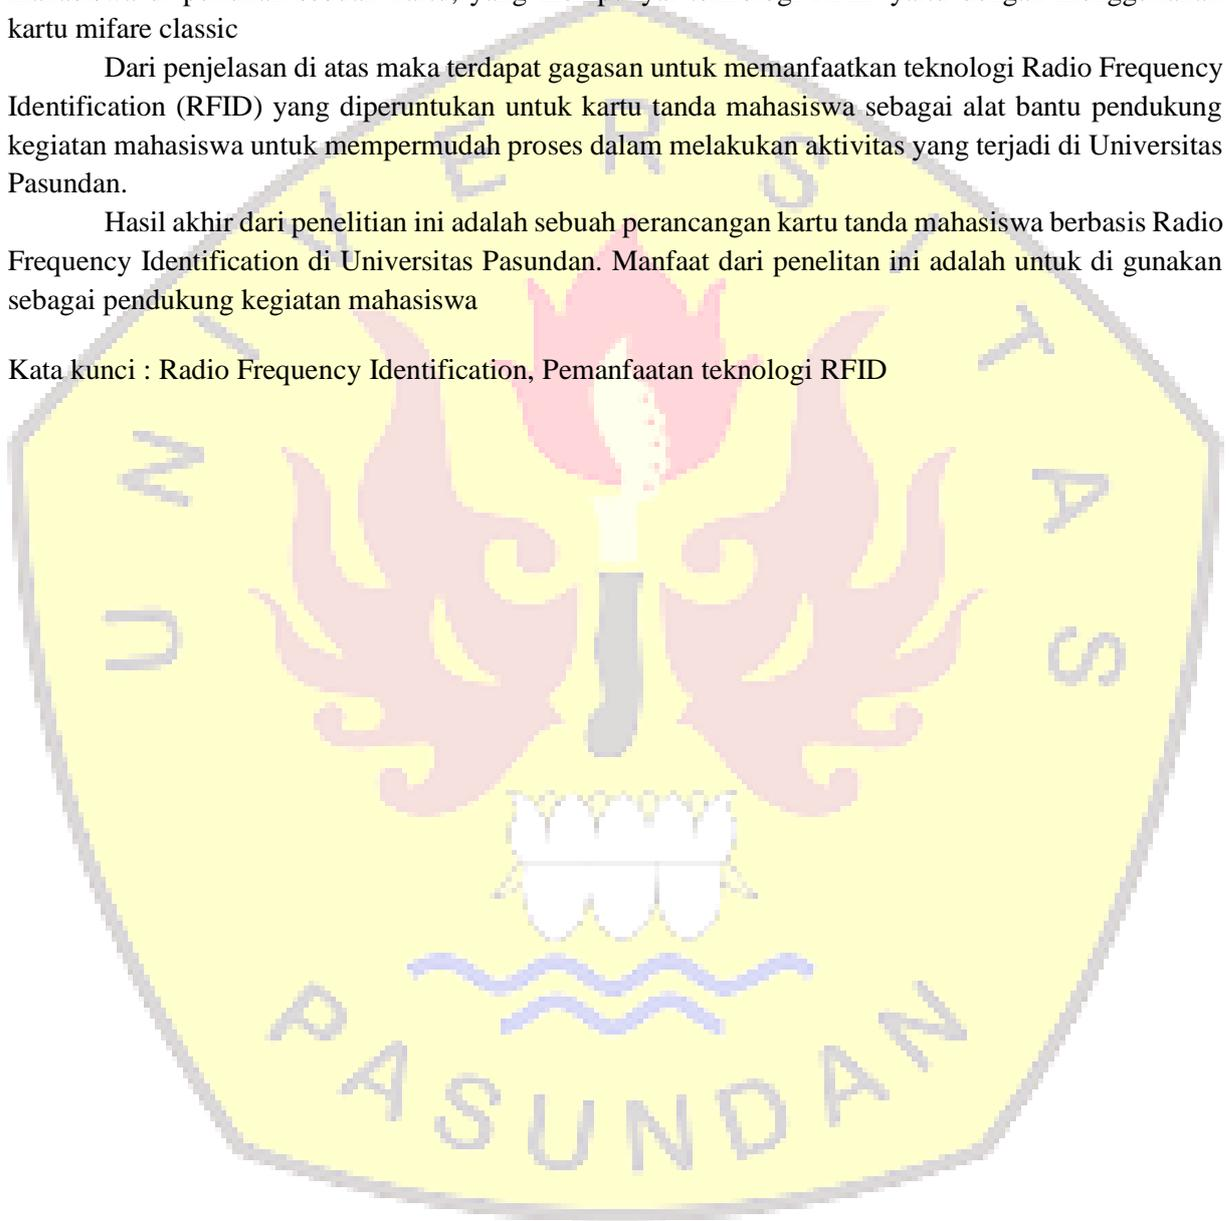 kartu mifare classic
Dari penjelasan di atas maka terdapat gagasan untuk memanfaatkan teknologi Radio Frequency
Identification (RFID) yang diperuntukan untuk kartu tanda mahasiswa sebagai alat bantu pendukung
kegiatan mahasiswa untuk mempermudah proses dalam melakukan aktivitas yang terjadi di Universitas
Pasundan.
Hasil akhir dari penelitian ini adalah sebuah perancangan kartu tanda mahasiswa berbasis Radio
Frequency Identification di Universitas Pasundan. Manfaat dari penelitan ini adalah untuk di gunakan
sebagai pendukung kegiatan mahasiswa
Kata kunci : Radio Frequency Identification, Pemanfaatan teknologi RFID
UNIVERSITAS
PASUNDAN